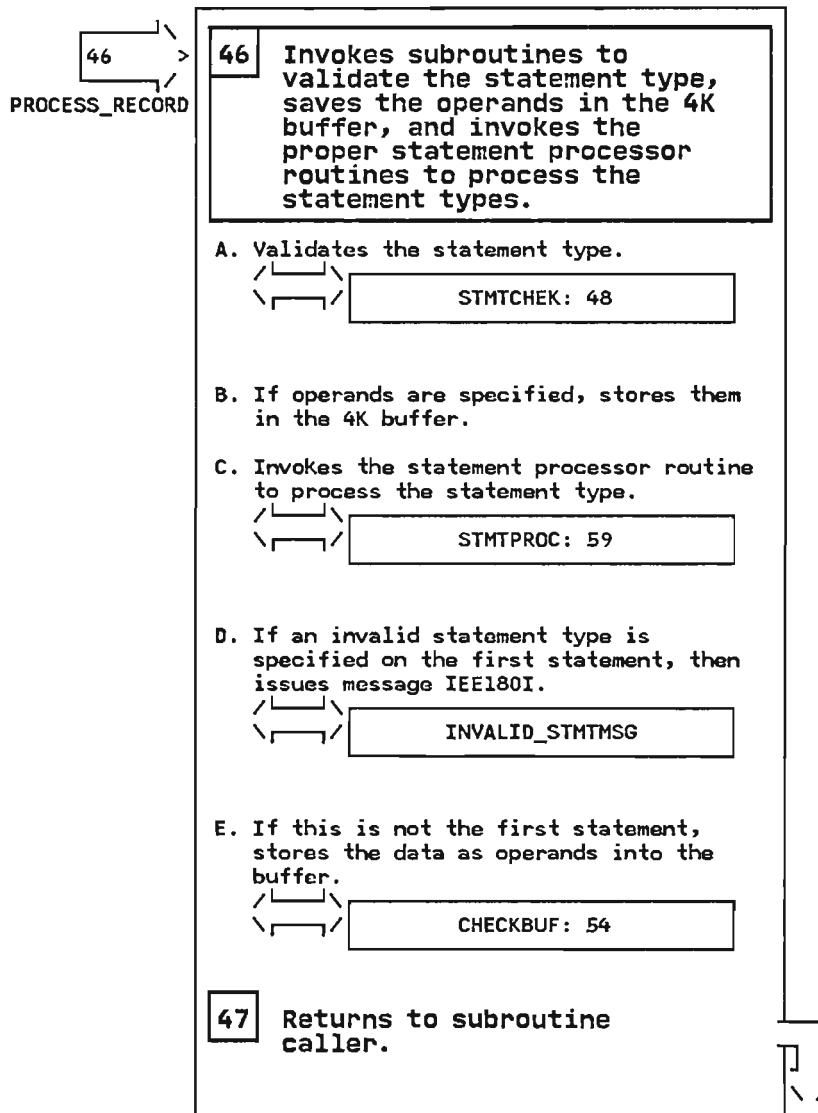 46
PROCESS_RECORD
46 Invokes subroutines to
validate the statement type,
saves the operands in the 4K
buffer, and invokes the
proper statement processor
routines to process the
statement types.
A. Validates the statement type.
STMTCHEK: 48
B. If operands are specified, stores them
in the 4K buffer.
C. Invokes the statement processor routine
to process the statement type.
STMTPROC: 59
D. If an invalid statement type is
specified on the first statement, then
issues message IEE180I.
INVALID_STMTMSG
E. If this is not the first statement,
stores the data as operands into the
buffer.
CHECKBUF: 54
47 Returns to subroutine
caller.